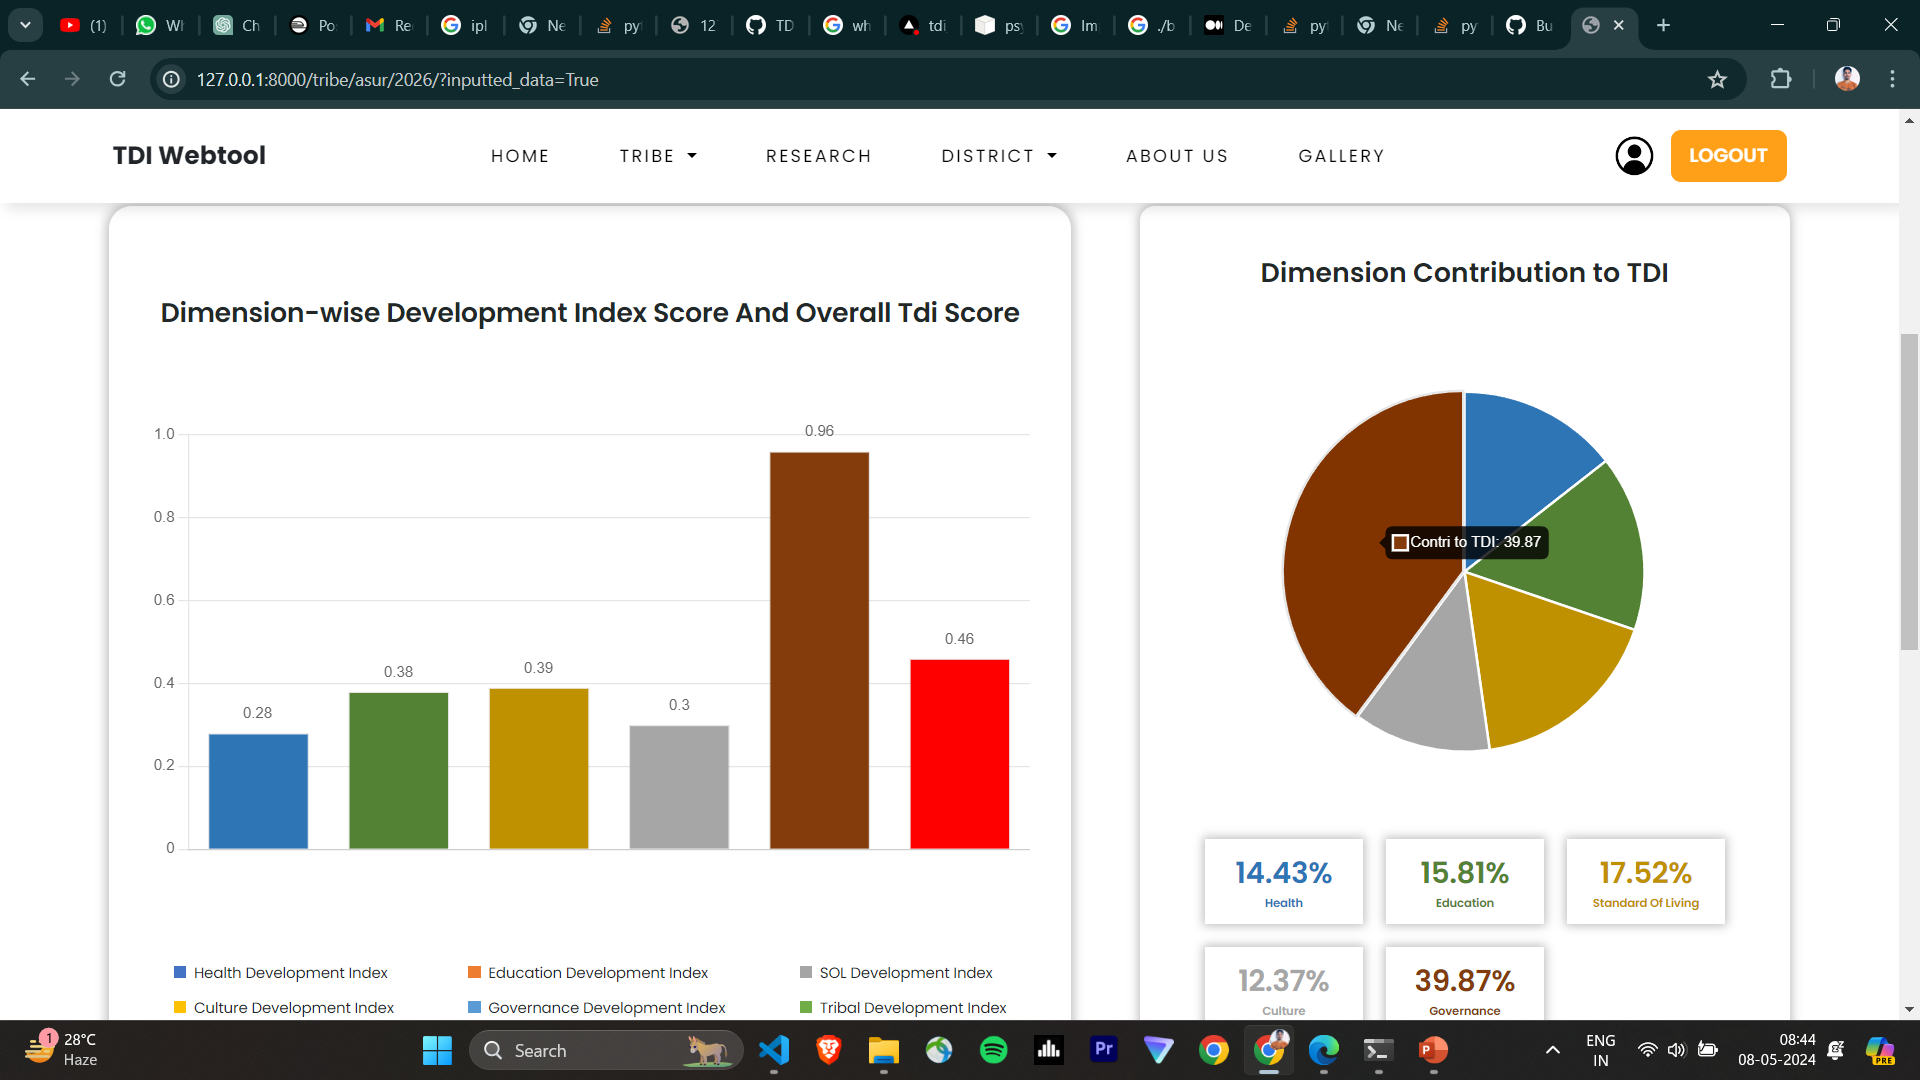 (1)
Wh
Ch
Po
Re
ipl
Ne
py
12
TD
wh
tdi
psy
Im
./b
De
py
Ne
py
Bu
127.0.0.1:8000/tribe/asur/2026/?inputted_data=True
TDI Webtool
HOME
TRIBE
RESEARCH
DISTRICT
ABOUT US
GALLERY
LOGOUT
Dimension-wise Development Index Score And Overall Tdi Score
1.0
0.8
0.6
0.4
0.2
0
0.28
0.38
0.39
0.3
0.96
0.46
Health Development Index
Education Development Index
SOL Development Index
Culture Development Index
Governance Development Index
Tribal Development Index
Dimension Contribution to TDI
Contri to TDI: 39.87
14.43%
Health
15.81%
Education
17.52%
Standard Of Living
12.37%
Culture
39.87%
Governance
1
28°C
Haze
Search
Pr
P
ENG
IN
08:44
08-05-2024
PRE